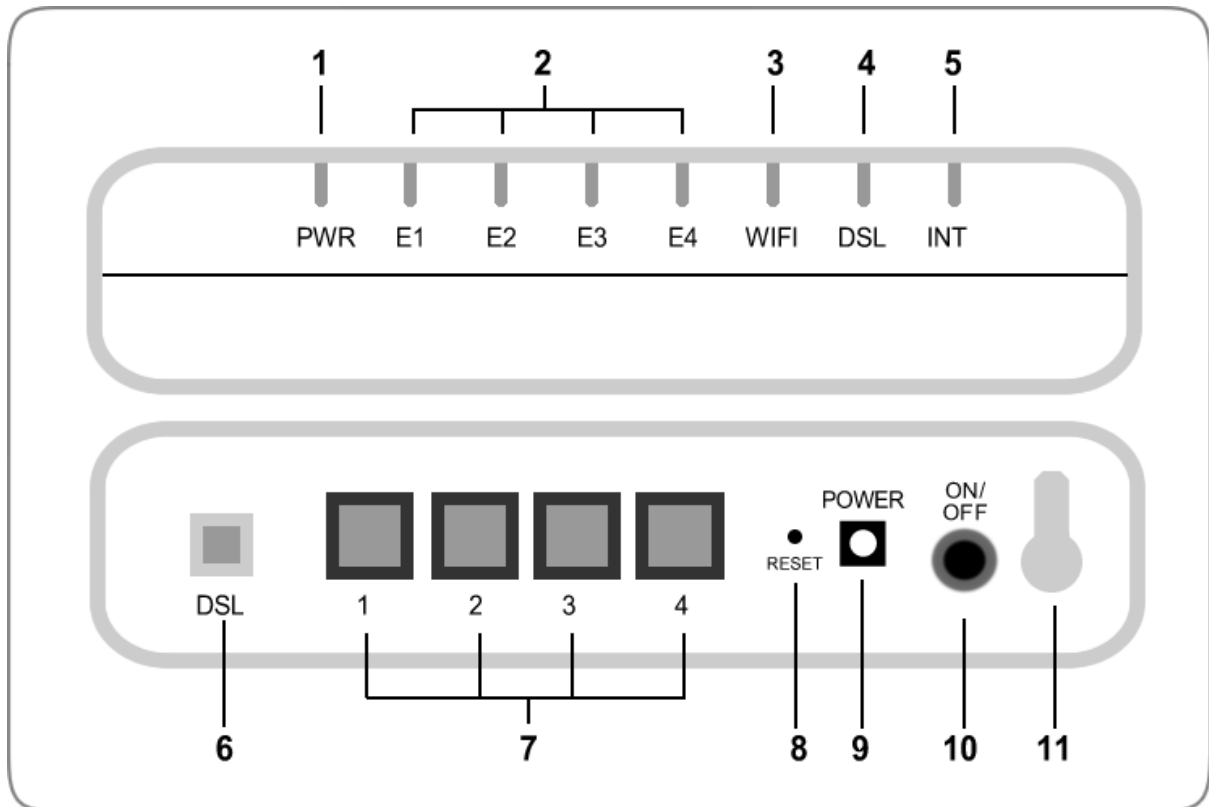 1 2 3 4 5
PWR E1 E2 E3 E4 WIFI DSL INT
POWER ON/
OFF
RESET
DSL 1 2 3 4
6 7 8 9 10 11